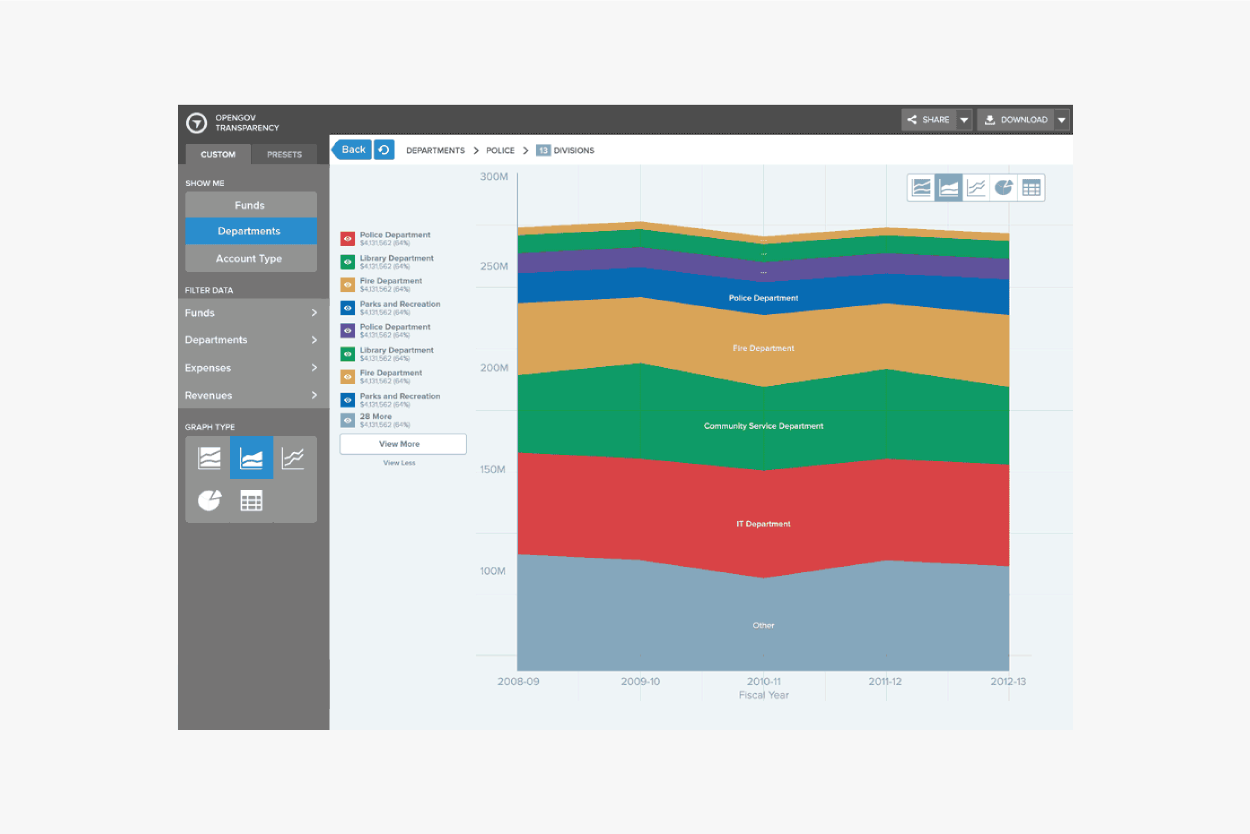 OPENGOV
TRANSPARENCY
SHARE
DOWNLOAD
CUSTOM
PRESETS
Back
DEPARTMENTS > POLICE > 13 DIVISIONS
SHOW ME
Funds
Departments
Account Type
FILTER DATA
Funds
Departments
Expenses
Revenues
GRAPH TYPE
Police Department
$4,131,562 (64%)
Library Department
$4,131,562 (64%)
Fire Department
$4,131,562 (64%)
Parks and Recreation
$4,131,562 (64%)
Police Department
$4,131,562 (64%)
Library Department
$4,131,562 (64%)
Fire Department
$4,131,562 (64%)
Parks and Recreation
$4,131,562 (64%)
28 More
$4,131,562 (64%)
View More
View Less
300M
250M
200M
150M
100M
...
...
...
Police Department
Fire Department
Community Service Department
IT Department
Other
2008-09
2009-10
2010-11
2011-12
2012-13
Fiscal Year